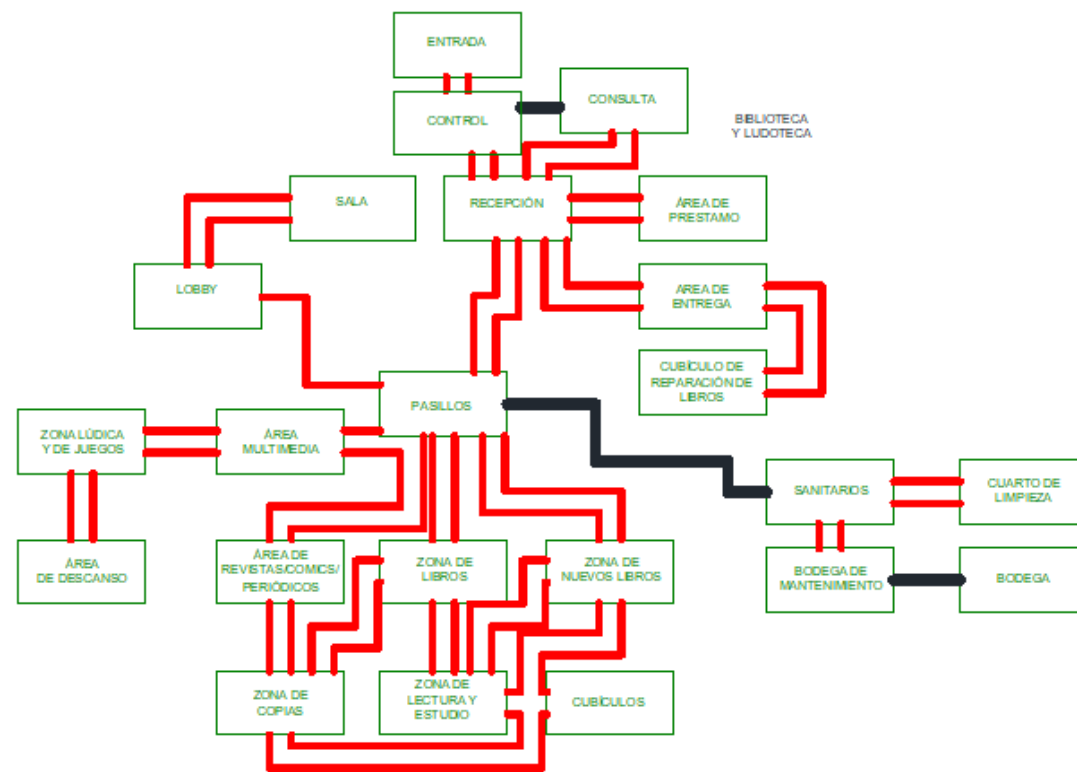 ENTRADA
CONSULTA
CONTROL
BIBLIOTECA
Y LUDOTECA
SALA
RECEPCIÓN
ÁREA DE
PRESTAMO
LOBBY
AREA DE
ENTREGA
CUBÍCULO DE
REPARACIÓN DE
LIBROS
PASILLOS
ZONA LÚDICA
Y DE JUEGOS
ÁREA
MULTIMEDIA
SANITARIOS
CUARTO DE
LIMPIEZA
ÁREA
DE DESCANSO
ÁREA DE
REVISTAS/COMICS/
PERIÓDICOS
ZONA DE
LIBROS
ZONA DE
NUEVOS LIBROS
BODEGA DE
MANTENIMIENTO
BODEGA
ZONA DE
COPIAS
ZONA DE
LECTURA Y
ESTUDIO
CUBÍCULOS